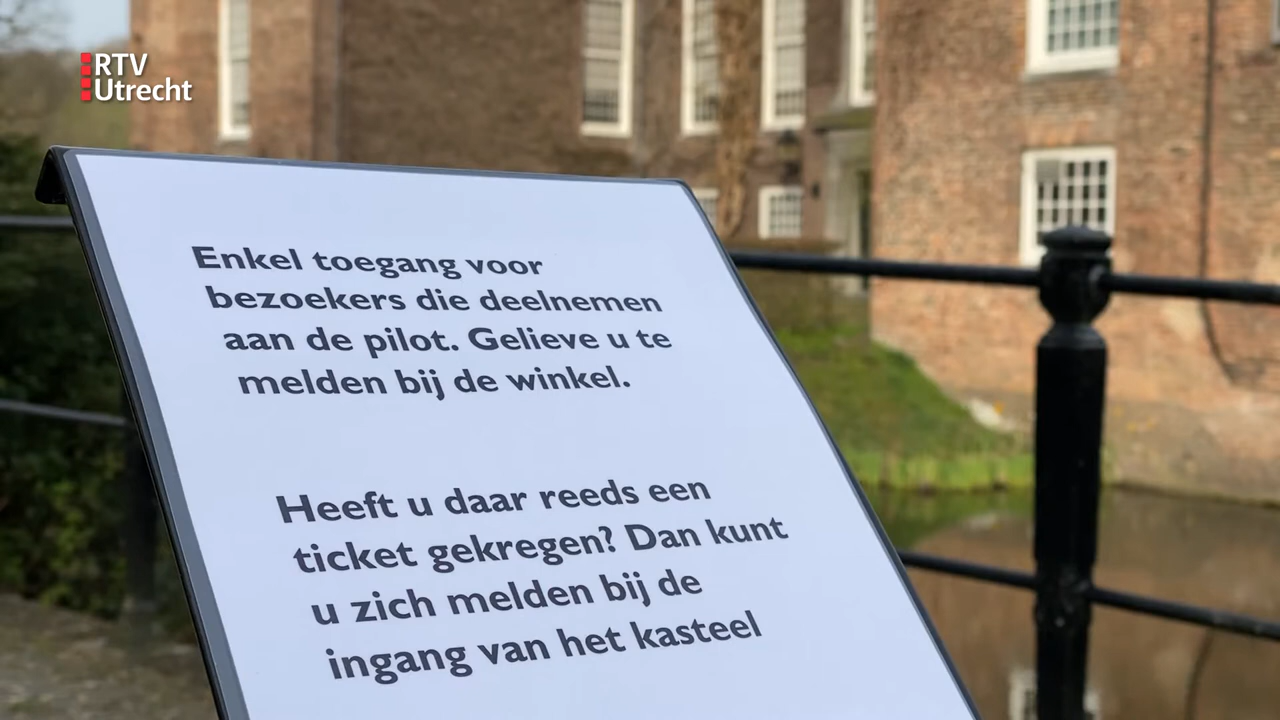 RTV
Utrecht
Enkel toegang voor
bezoekers die deelnemen
aan de pilot. Gelieve u te
melden bij de winkel.
Heeft u daar reeds een
ticket gekregen? Dan kunt
u zich melden bij de
ingang van het kasteel